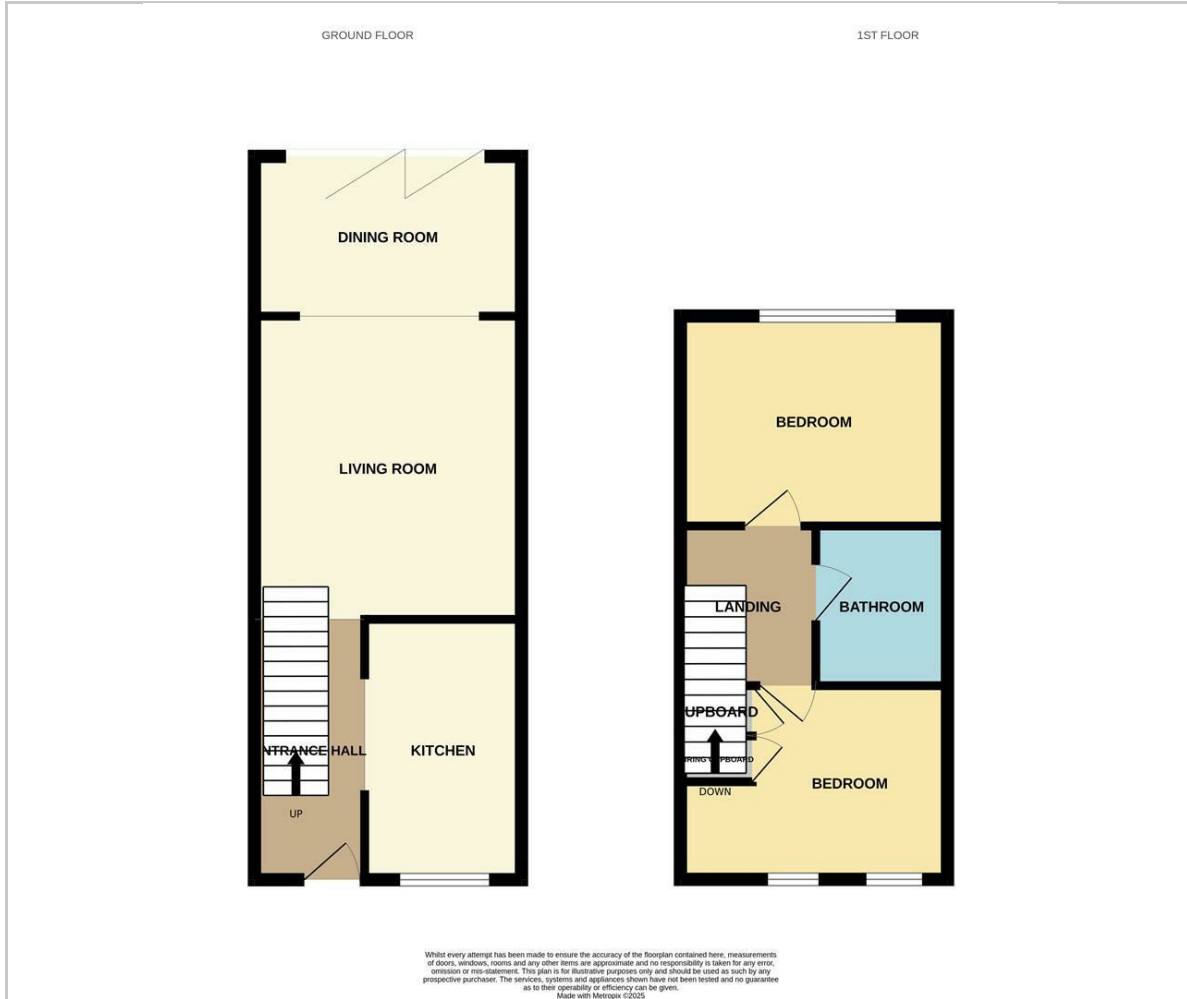 GROUND FLOOR
1ST FLOOR
DINING ROOM
LIVING ROOM
NTRANCE HALL
KITCHEN
UP
BEDROOM
LANDING
BATHROOM
UPBOARD
IRING CUPBOARD
BEDROOM
DOWN
Whilst every attempt has been made to ensure the accuracy of the floorplan contained here, measurements
of doors, windows, rooms and any other items are approximate and no responsibility is taken for any error,
omission or mis-statement. This plan is for illustrative purposes only and should be used as such by any
prospective purchaser. The services, systems and appliances shown have not been tested and no guarantee
as to their operability or efficiency can be given.
Made with Metropix ©2025